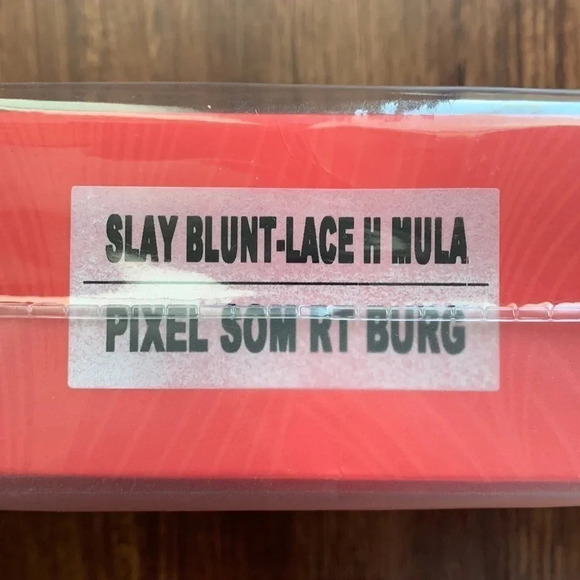 SLAY BLUNT-LACE H MULA
PIXEL SOM RT BURG